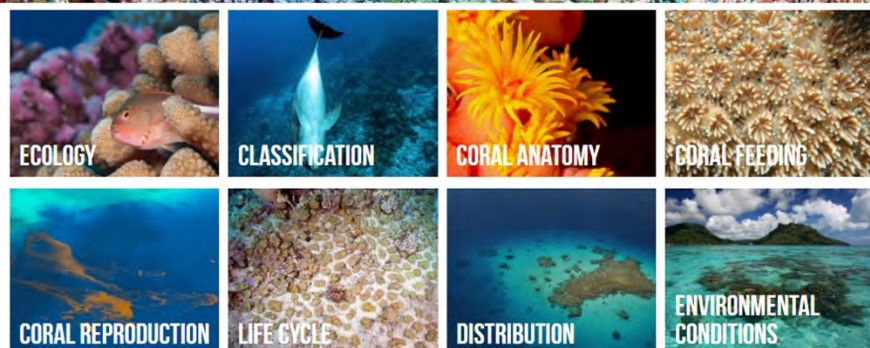 ECOLOGY
CLASSIFICATION
CORAL ANATOMY
CORAL FEEDING
CORAL REPRODUCTION
LIFE CYCLE
DISTRIBUTION
ENVIRONMENTAL
CONDITIONS